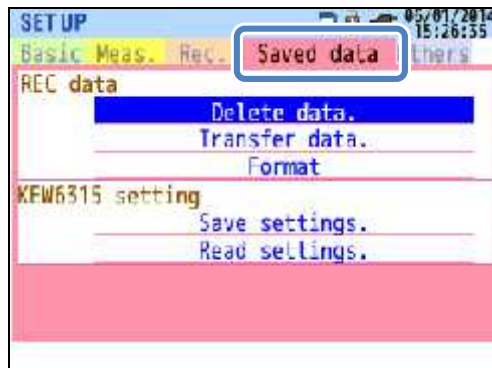 SET UP 05/01/2014
15:26:35
Basic Meas. Rec. Saved data Others
REC data
Delete data.
Transfer data.
Format
KEW6315 setting
Save settings.
Read settings.